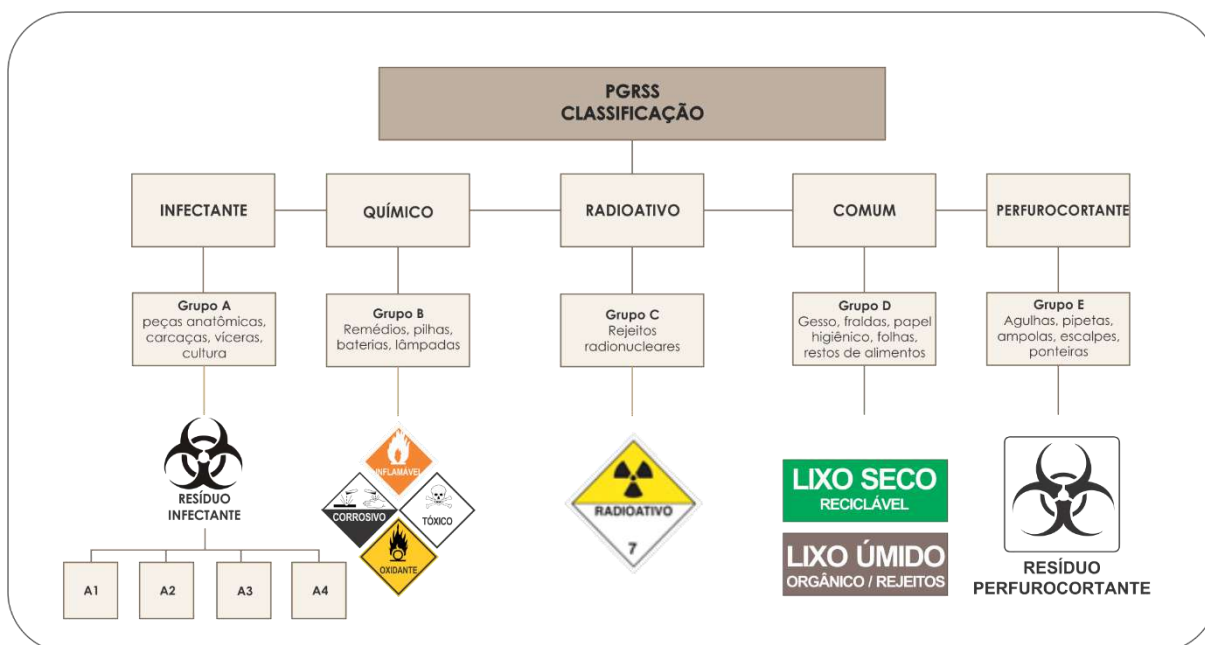 PGRSS
CLASSIFICAÇÃO
INFECTANTE
QUÍMICO
RADIOATIVO
COMUM
PERFUROCORTANTE
Grupo A
peças anatômicas,
carcaças, víceras,
cultura
Grupo B
Remédios, pilhas,
baterias, lâmpadas
Grupo C
Rejeitos
radionucleares
Grupo D
Gesso, fraldas, papel
higiênico, folhas,
restos de alimentos
Grupo E
Agulhas, pipetas,
ampolas, escalpes,
ponteiras
RESÍDUO
INFECTANTE
INFLAMÁVEL
CORROSIVO
TÓXICO
OXIDANTE
RADIOATIVO
7
LIXO SECO
RECICLÁVEL
LIXO ÚMIDO
ORGÂNICO / REJEITOS
RESÍDUO
PERFUROCORTANTE
A1
A2
A3
A4